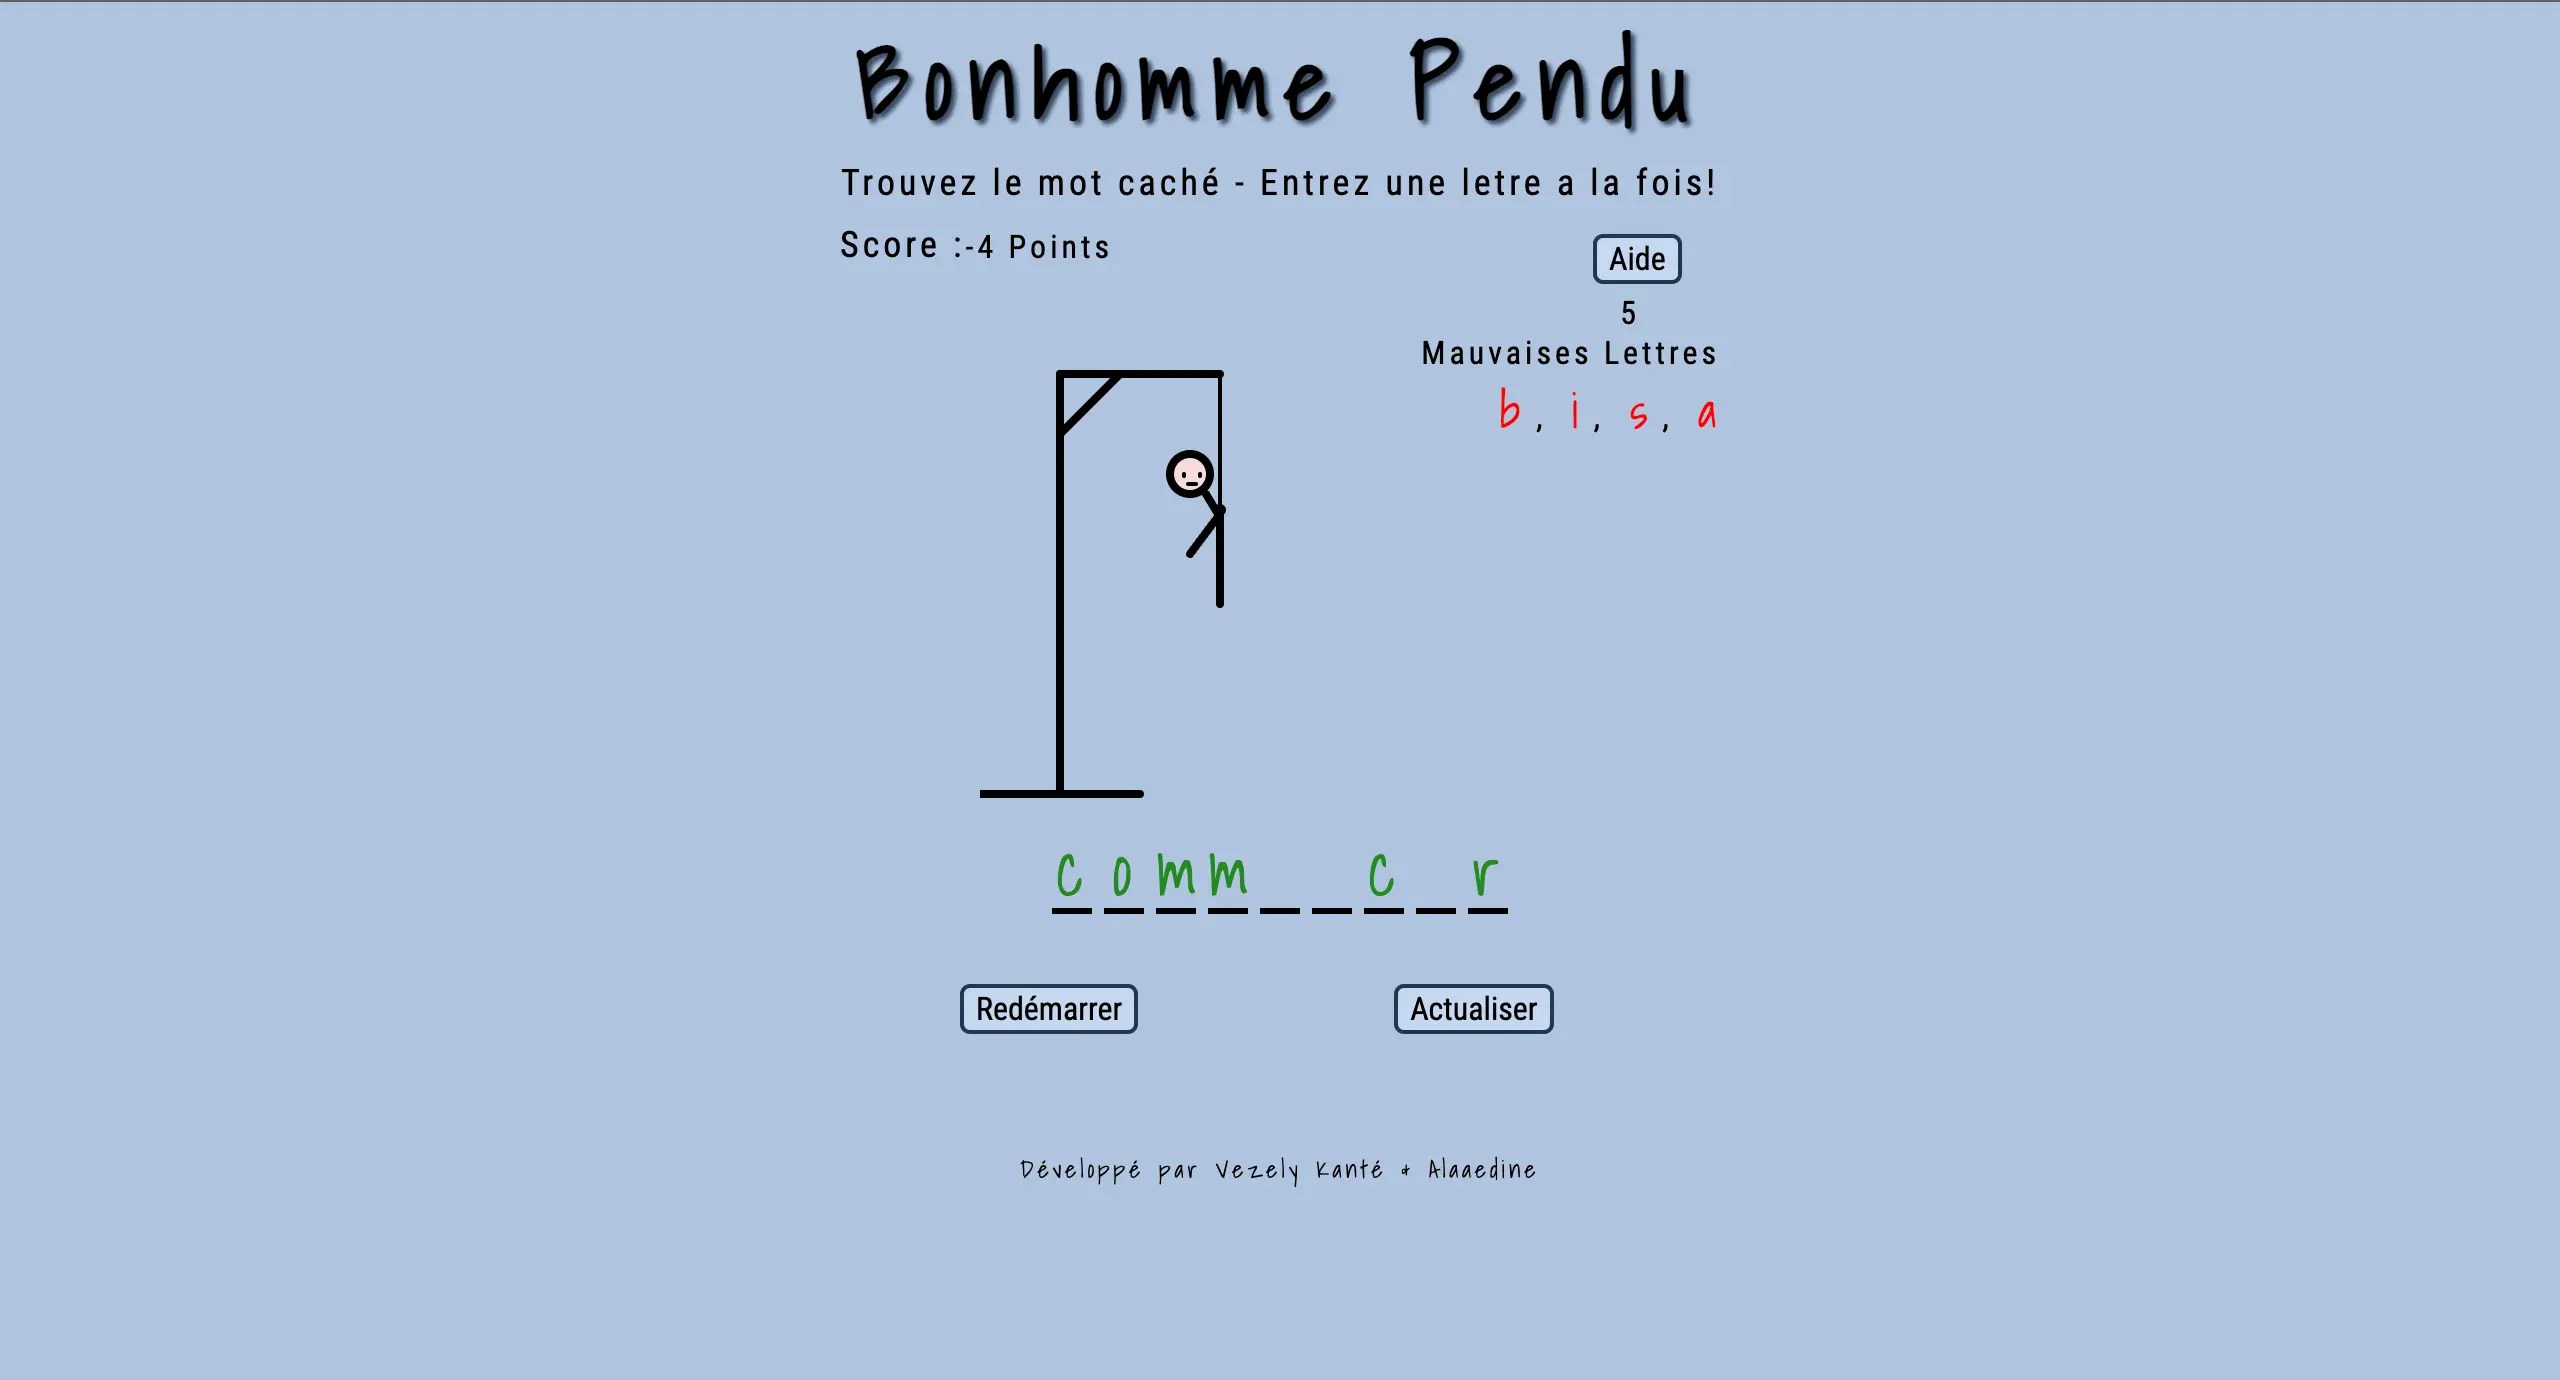 Bonhomme Pendu
Trouvez le mot caché - Entrez une letre a la fois!
Score :-4 Points
Aide
5
Mauvaises Lettres
b, i, s, a
c o m m _ _ c _ r
Redémarrer
Actualiser
Développé par Vezely Kanté & Alaaedine